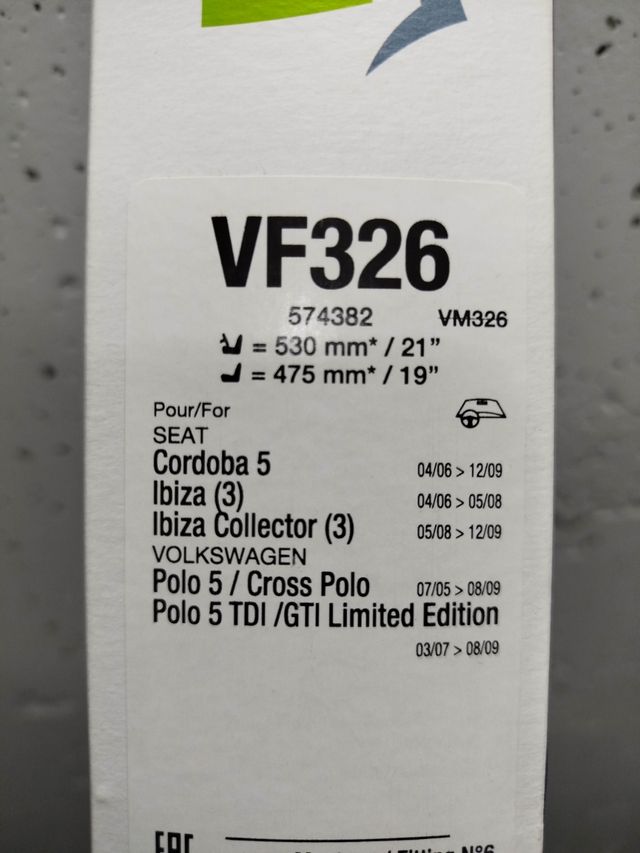 VF326
574382 VM326
= 530 mm* / 21”
= 475 mm* / 19”
Pour/For
SEAT
Cordoba 5 04/06 > 12/09
Ibiza (3) 04/06 > 05/08
Ibiza Collector (3) 05/08 > 12/09
VOLKSWAGEN
Polo 5 / Cross Polo 07/05 > 08/09
Polo 5 TDI /GTI Limited Edition
03/07 > 08/09
Fitting N°6